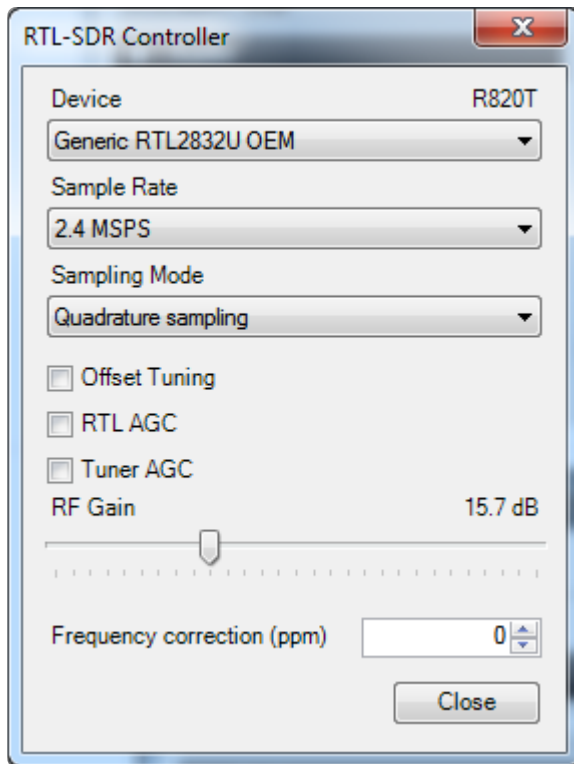 RTL-SDR Controller
Device R820T
Generic RTL2832U OEM
Sample Rate
2.4 MSPS
Sampling Mode
Quadrature sampling
Offset Tuning
RTL AGC
Tuner AGC
RF Gain 15.7 dB
Frequency correction (ppm) 0
Close